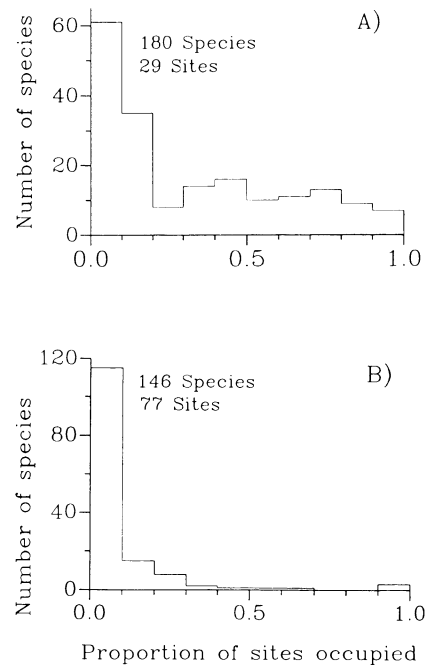 A)
180 Species
29 Sites
Number of species
60
40
20
0
0.0 0.5 1.0
B)
146 Species
77 Sites
Number of species
120
80
40
0
0.0 0.5 1.0
Proportion of sites occupied